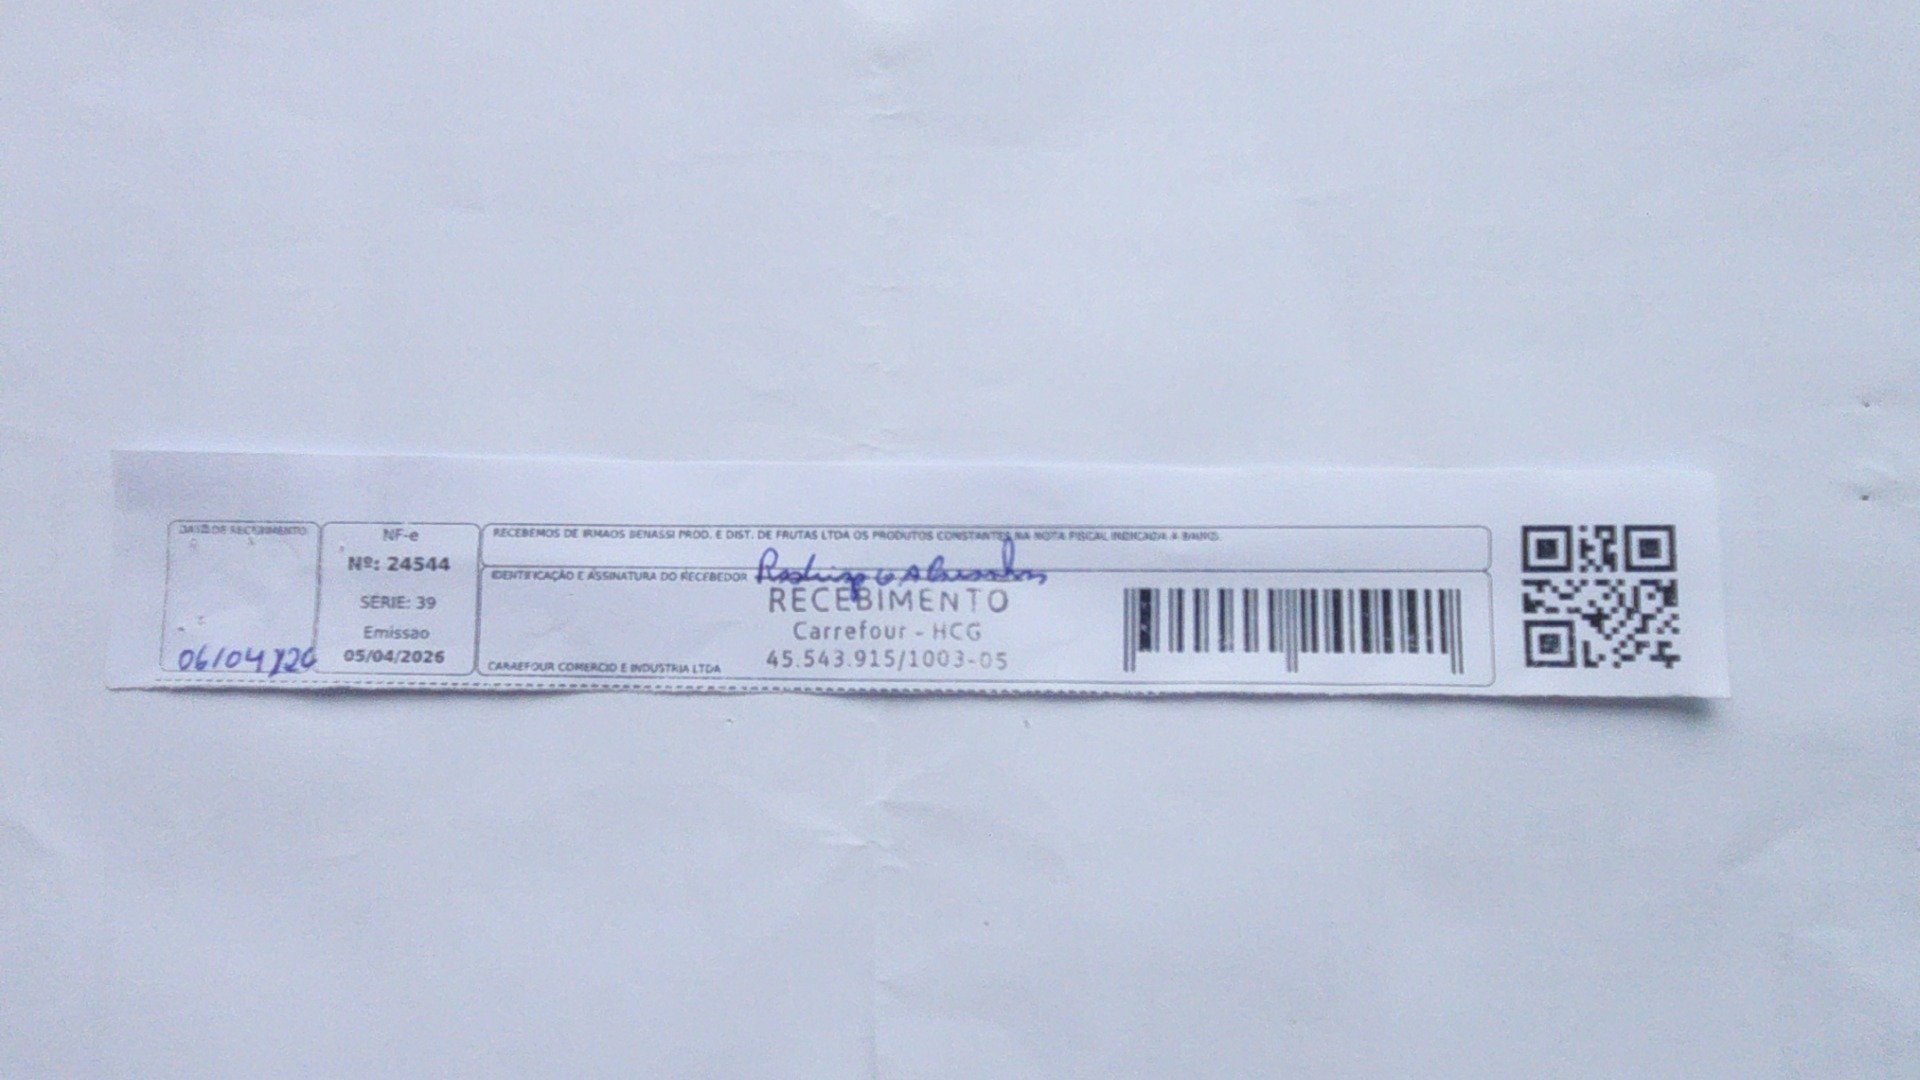 DATA DE RECEBIMENTO
06/04/26
NF-e
Nº: 24544
SERIE: 39
Emissao
05/04/2026
RECEBEMOS DE IRMAOS BENASSI PROD. E DIST. DE FRUTAS LTDA OS PRODUTOS CONSTANTES NA NOTA FISCAL INDICADA A BAIXO.
IDENTIFICAÇÃO E ASSINATURA DO RECEBEDOR
RECEBIMENTO
Carrefour - HCG
45.543.915/1003-05
CARREFOUR COMERCIO E INDUSTRIA LTDA